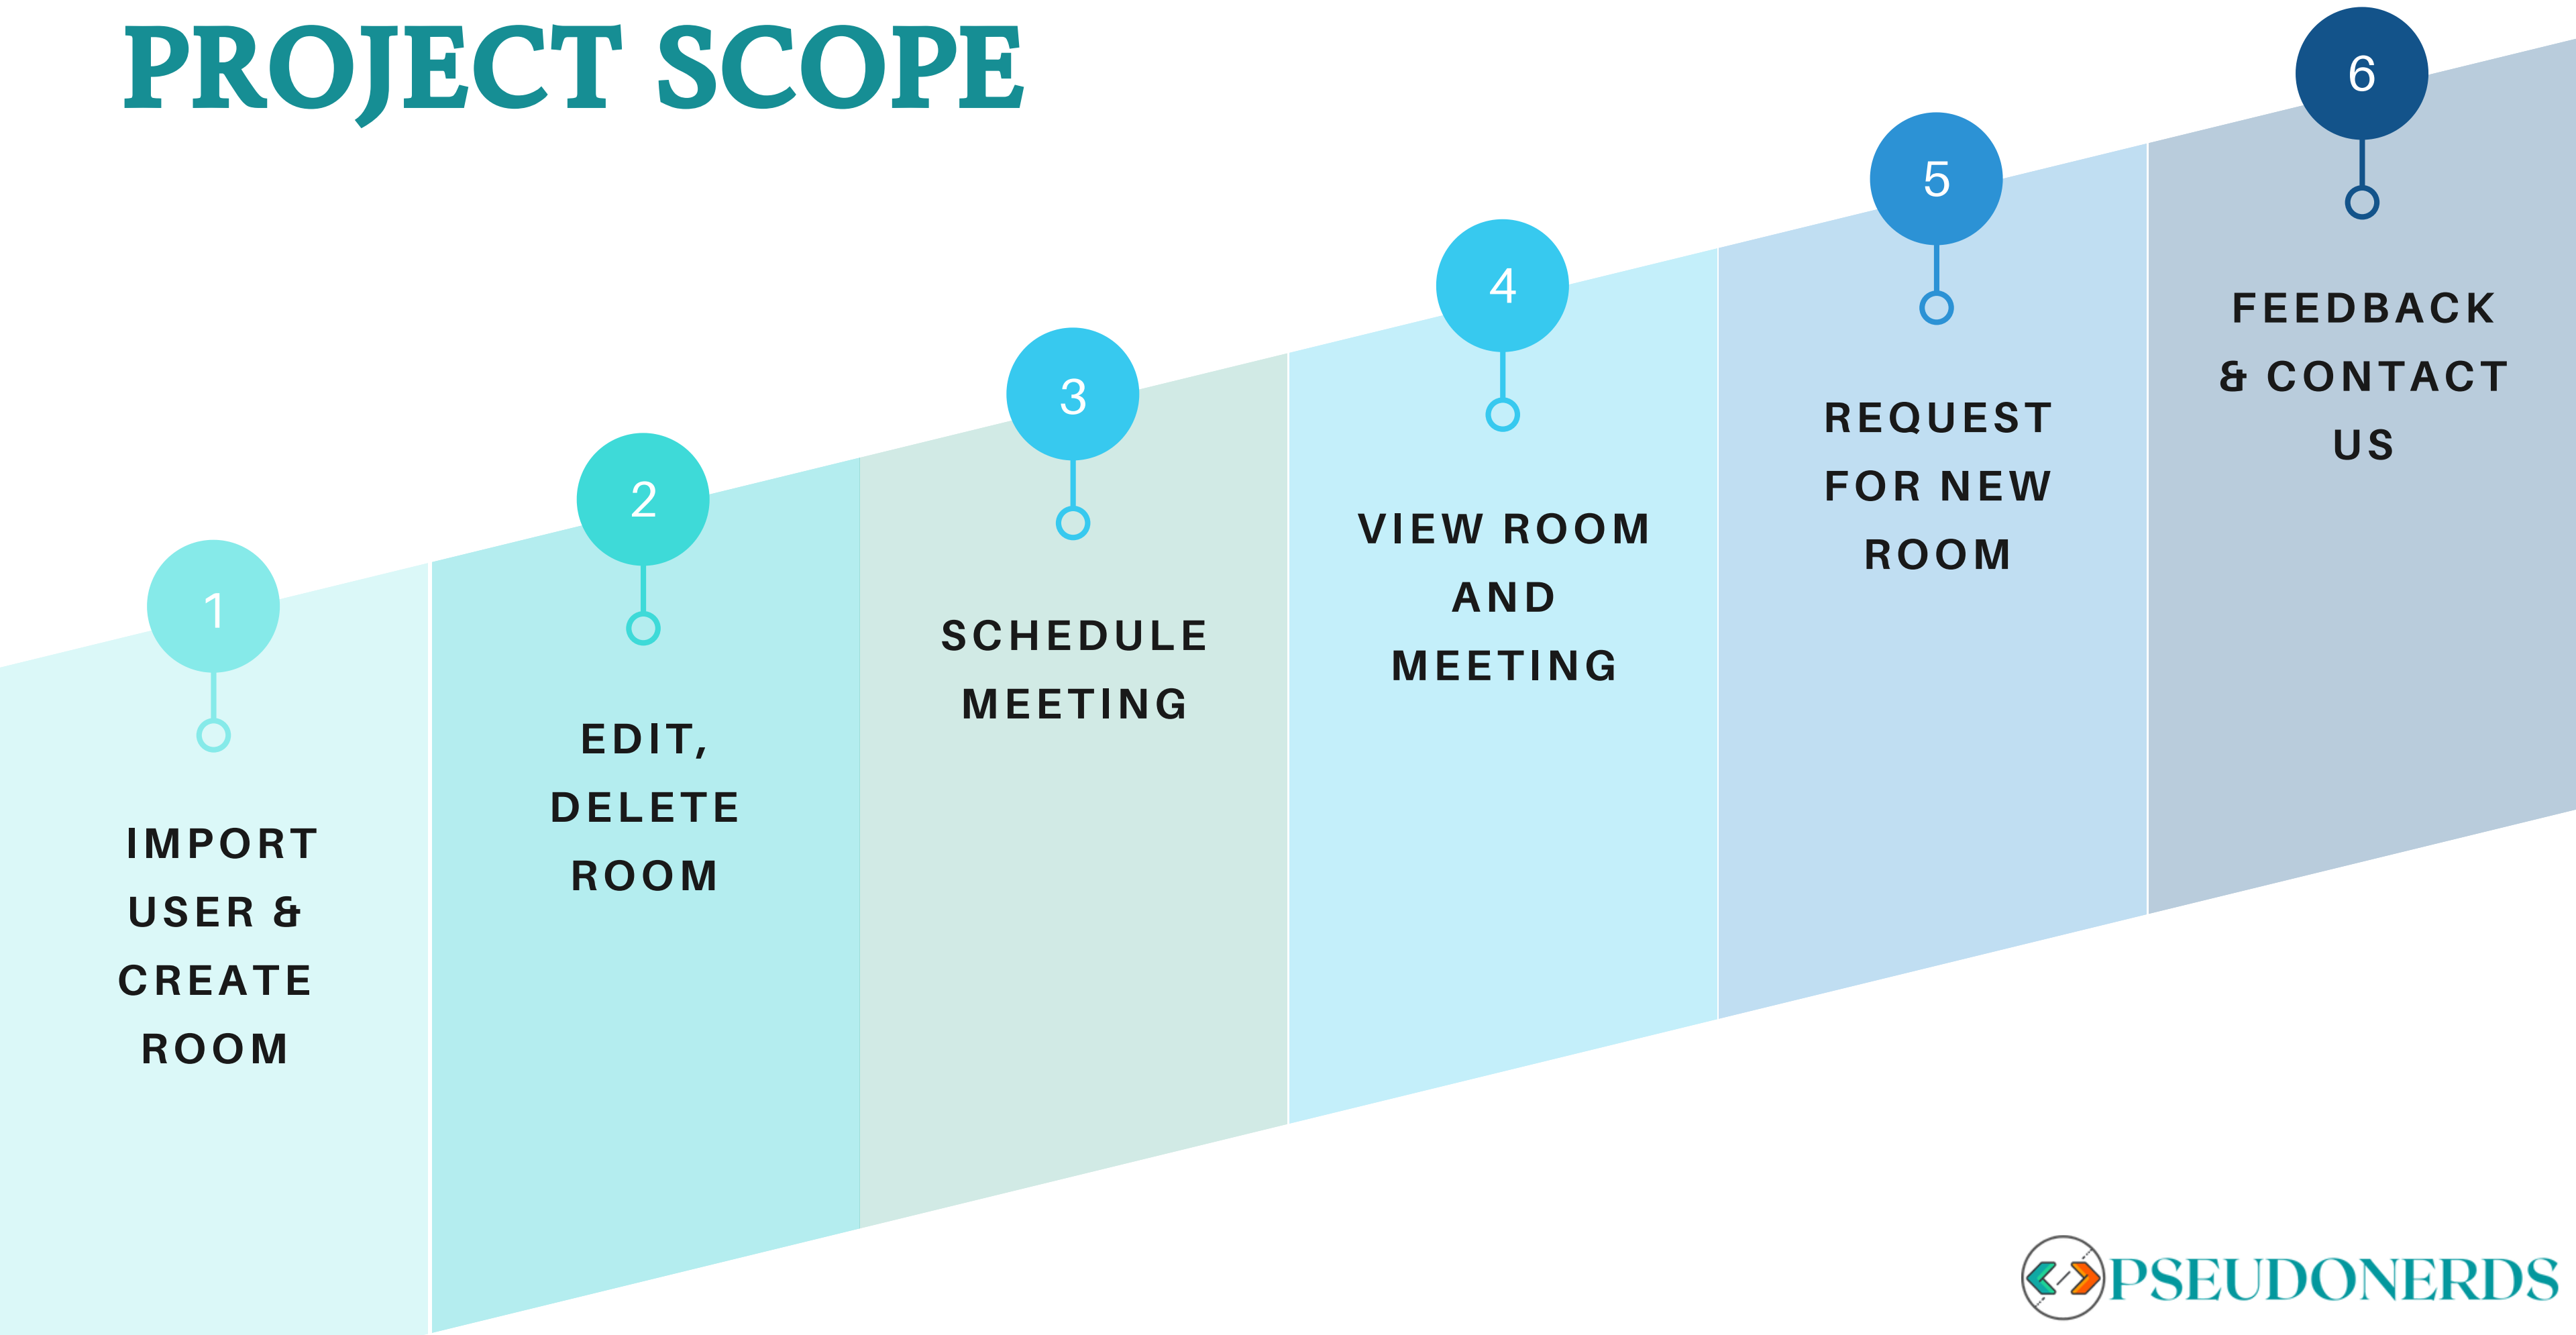 PROJECT SCOPE
1
IMPORT
USER &
CREATE
ROOM
2
EDIT,
DELETE
ROOM
3
SCHEDULE
MEETING
4
VIEW ROOM
AND
MEETING
5
REQUEST
FOR NEW
ROOM
6
FEEDBACK
& CONTACT
US
PSEUDONERDS